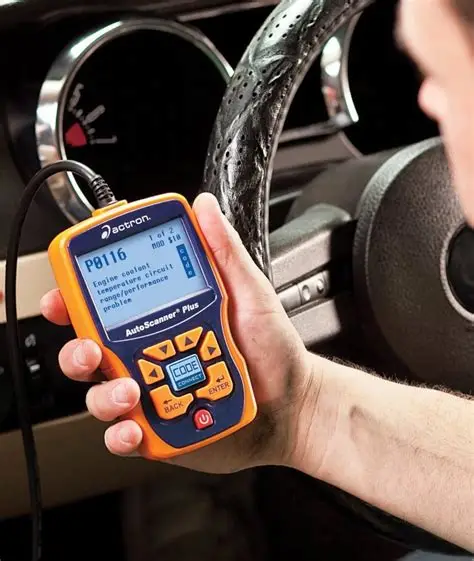 actron
P0116
1 of 2
MOD $10
Code
Engine coolant
temperature circuit
range/performance
problem
AutoScanner® Plus
CODE
CONNECT
BACK
ENTER